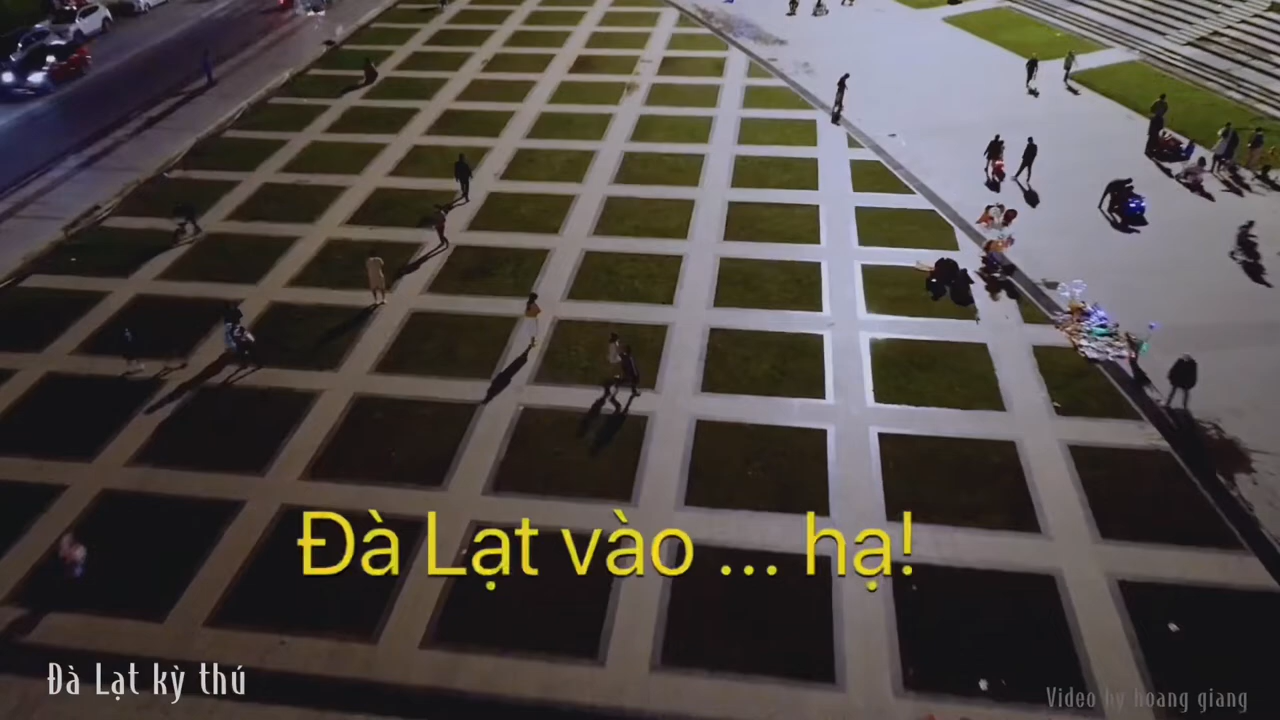 Đà Lạt vào ... hạ!
Đà Lạt kỳ thú
Video by hoang giang